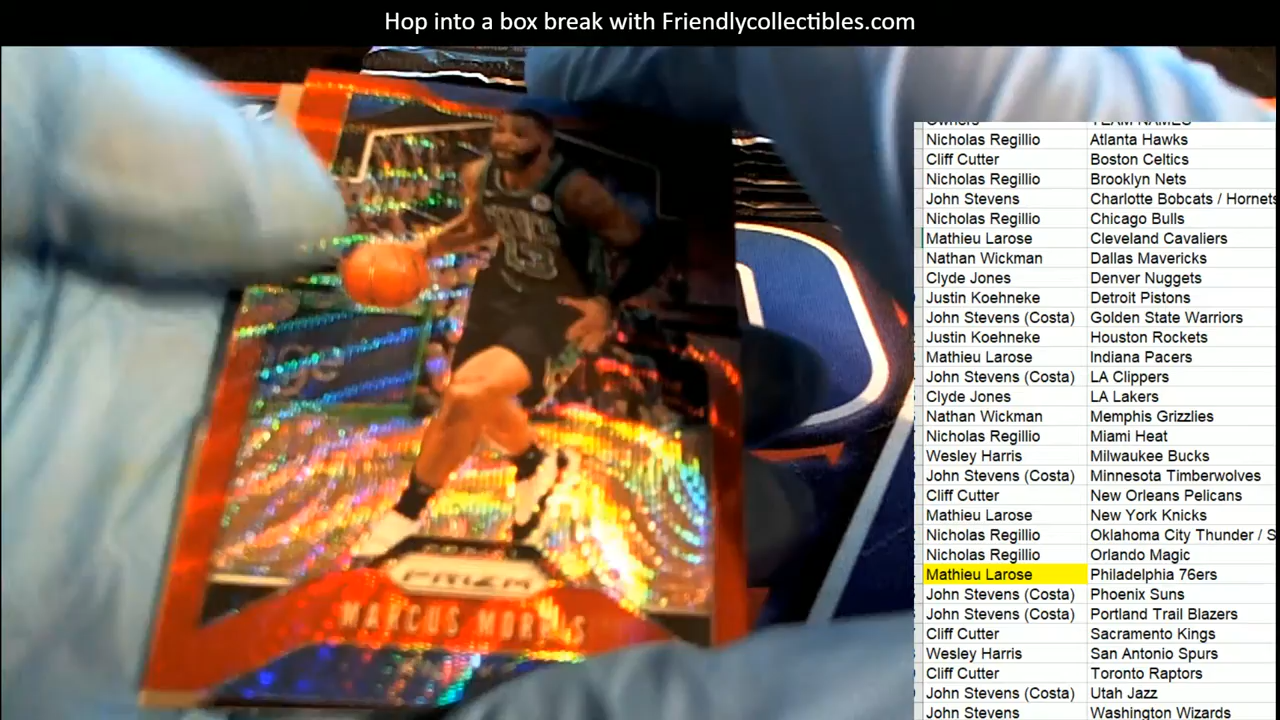 Hop into a box break with Friendlycollectibles.com
Owners TEAM NAMES
Nicholas Regillio Atlanta Hawks
Cliff Cutter Boston Celtics
Nicholas Regillio Brooklyn Nets
John Stevens Charlotte Bobcats / Hornets
Nicholas Regillio Chicago Bulls
Mathieu Larose Cleveland Cavaliers
Nathan Wickman Dallas Mavericks
Clyde Jones Denver Nuggets
Justin Koehneke Detroit Pistons
John Stevens (Costa) Golden State Warriors
Justin Koehneke Houston Rockets
Mathieu Larose Indiana Pacers
John Stevens (Costa) LA Clippers
Clyde Jones LA Lakers
Nathan Wickman Memphis Grizzlies
Nicholas Regillio Miami Heat
Wesley Harris Milwaukee Bucks
John Stevens (Costa) Minnesota Timberwolves
Cliff Cutter New Orleans Pelicans
Mathieu Larose New York Knicks
Nicholas Regillio Oklahoma City Thunder / S
Nicholas Regillio Orlando Magic
Mathieu Larose Philadelphia 76ers
John Stevens (Costa) Phoenix Suns
John Stevens (Costa) Portland Trail Blazers
Cliff Cutter Sacramento Kings
Wesley Harris San Antonio Spurs
Cliff Cutter Toronto Raptors
John Stevens (Costa) Utah Jazz
John Stevens Washington Wizards
PRIZM
MARCUS MORRIS